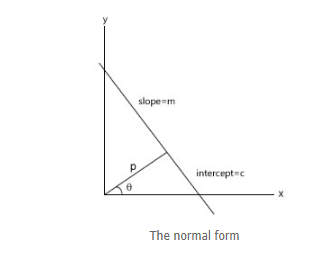 y
slope=m
p
intercept=c
θ
x
The normal form